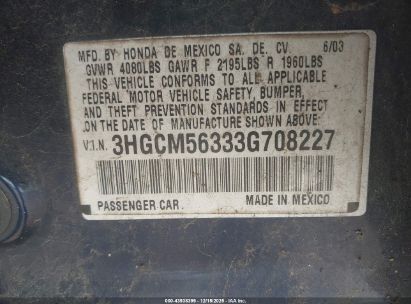 MFD. BY HONDA DE MEXICO SA. DE. CV. 6/03
GVWR 4080LBS GAWR F 2195LBS R 1960LBS
THIS VEHICLE CONFORMS TO ALL APPLICABLE
FEDERAL MOTOR VEHICLE SAFETY, BUMPER,
AND THEFT PREVENTION STANDARDS IN EFFECT
ON THE DATE OF MANUFACTURE SHOWN ABOVE.
V.I.N. 3HGCM56333G708227
PASSENGER CAR MADE IN MEXICO